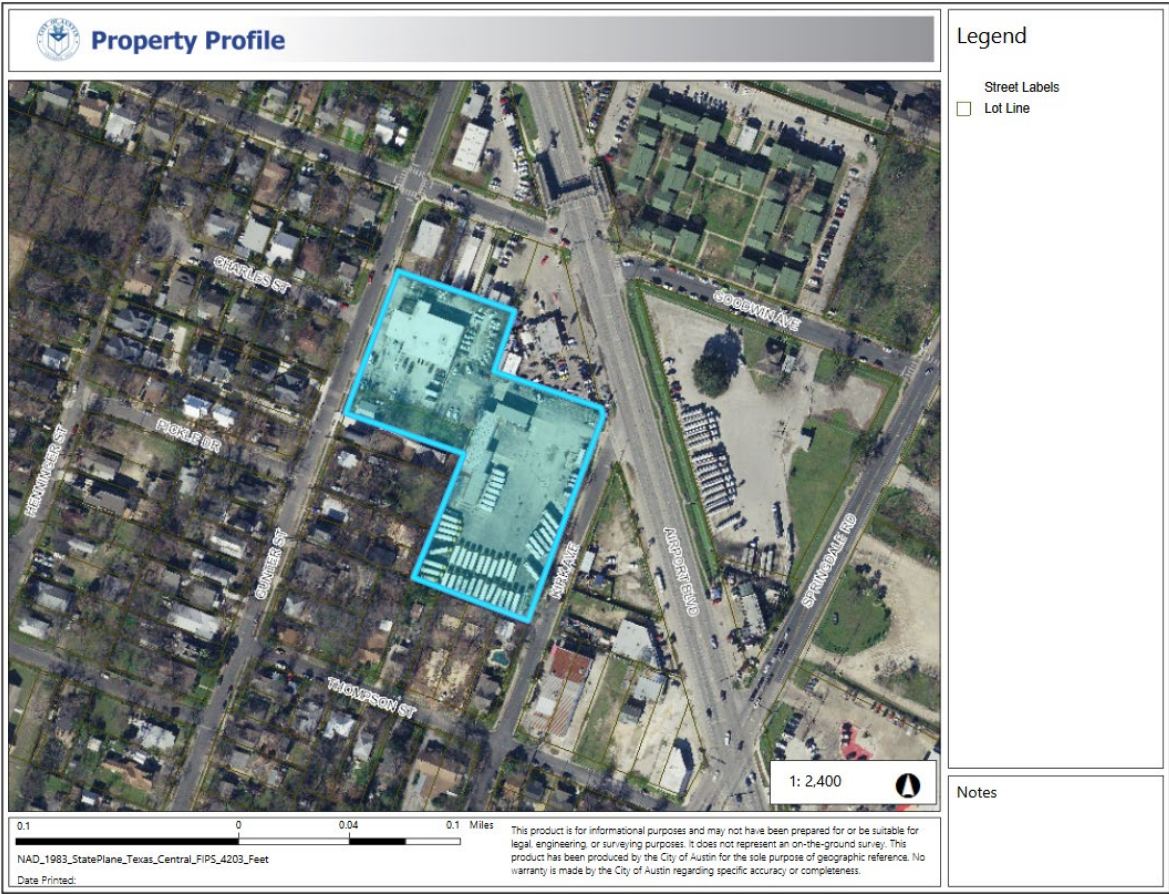 CITY OF AUSTIN
Property Profile
Legend
Street Labels
Lot Line
CHARLES ST
GOODWIN AVE
PICKLE DR
HENNINGER ST
GUNTER ST
KIRK AVE
AIRPORT BLVD
SPRINGDALE RD
THOMPSON ST
1: 2,400
Notes
0.1 0 0.04 0.1 Miles
NAD_1983_StatePlane_Texas_Central_FIPS_4203_Feet
Date Printed:
This product is for informational purposes and may not have been prepared for or be suitable for
legal, engineering, or surveying purposes. It does not represent an on-the-ground survey. This
product has been produced by the City of Austin for the sole purpose of geographic reference. No
warranty is made by the City of Austin regarding specific accuracy or completeness.